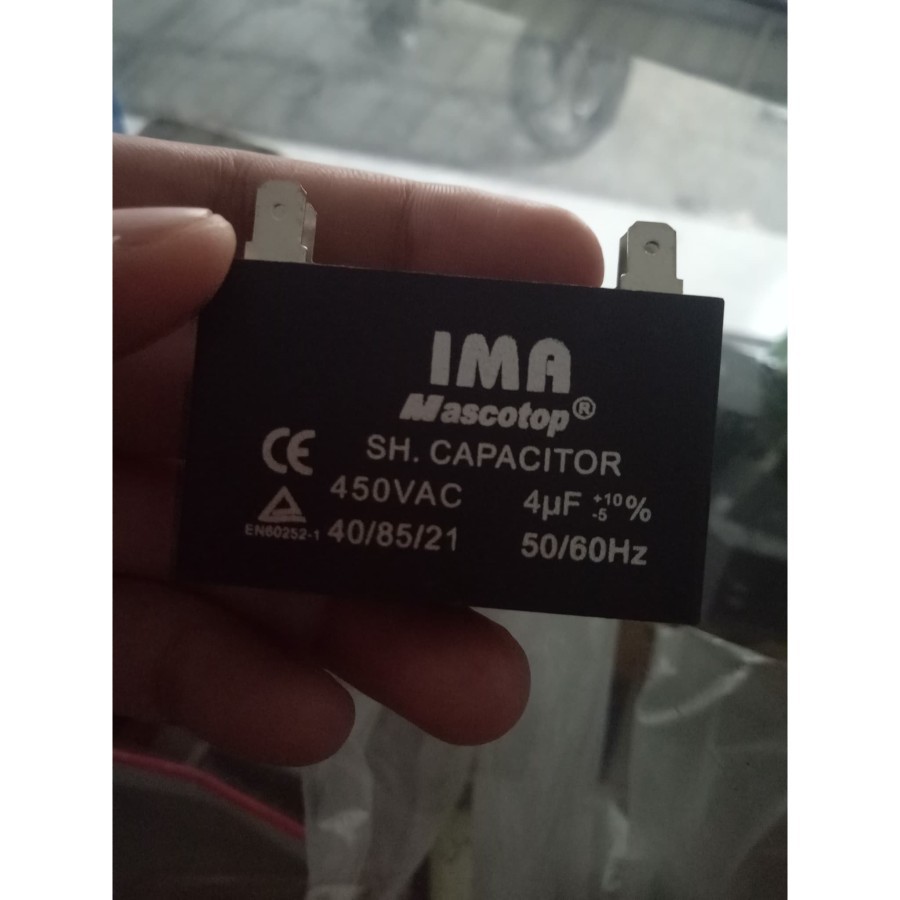 IMA
Mascotop®
SH. CAPACITOR
CE
450VAC 4μF +10 -5 %
EN60252-1 40/85/21 50/60Hz